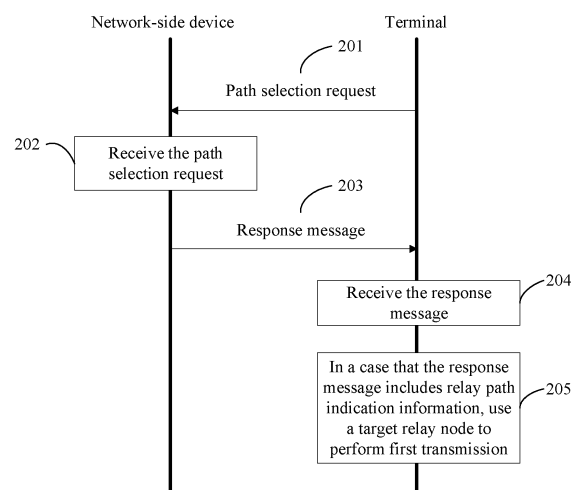 Network-side device
Terminal
201
Path selection request
202
Receive the path
selection request
203
Response message
204
Receive the response
message
In a case that the response
message includes relay path
indication information, use
a target relay node to
perform first transmission
205